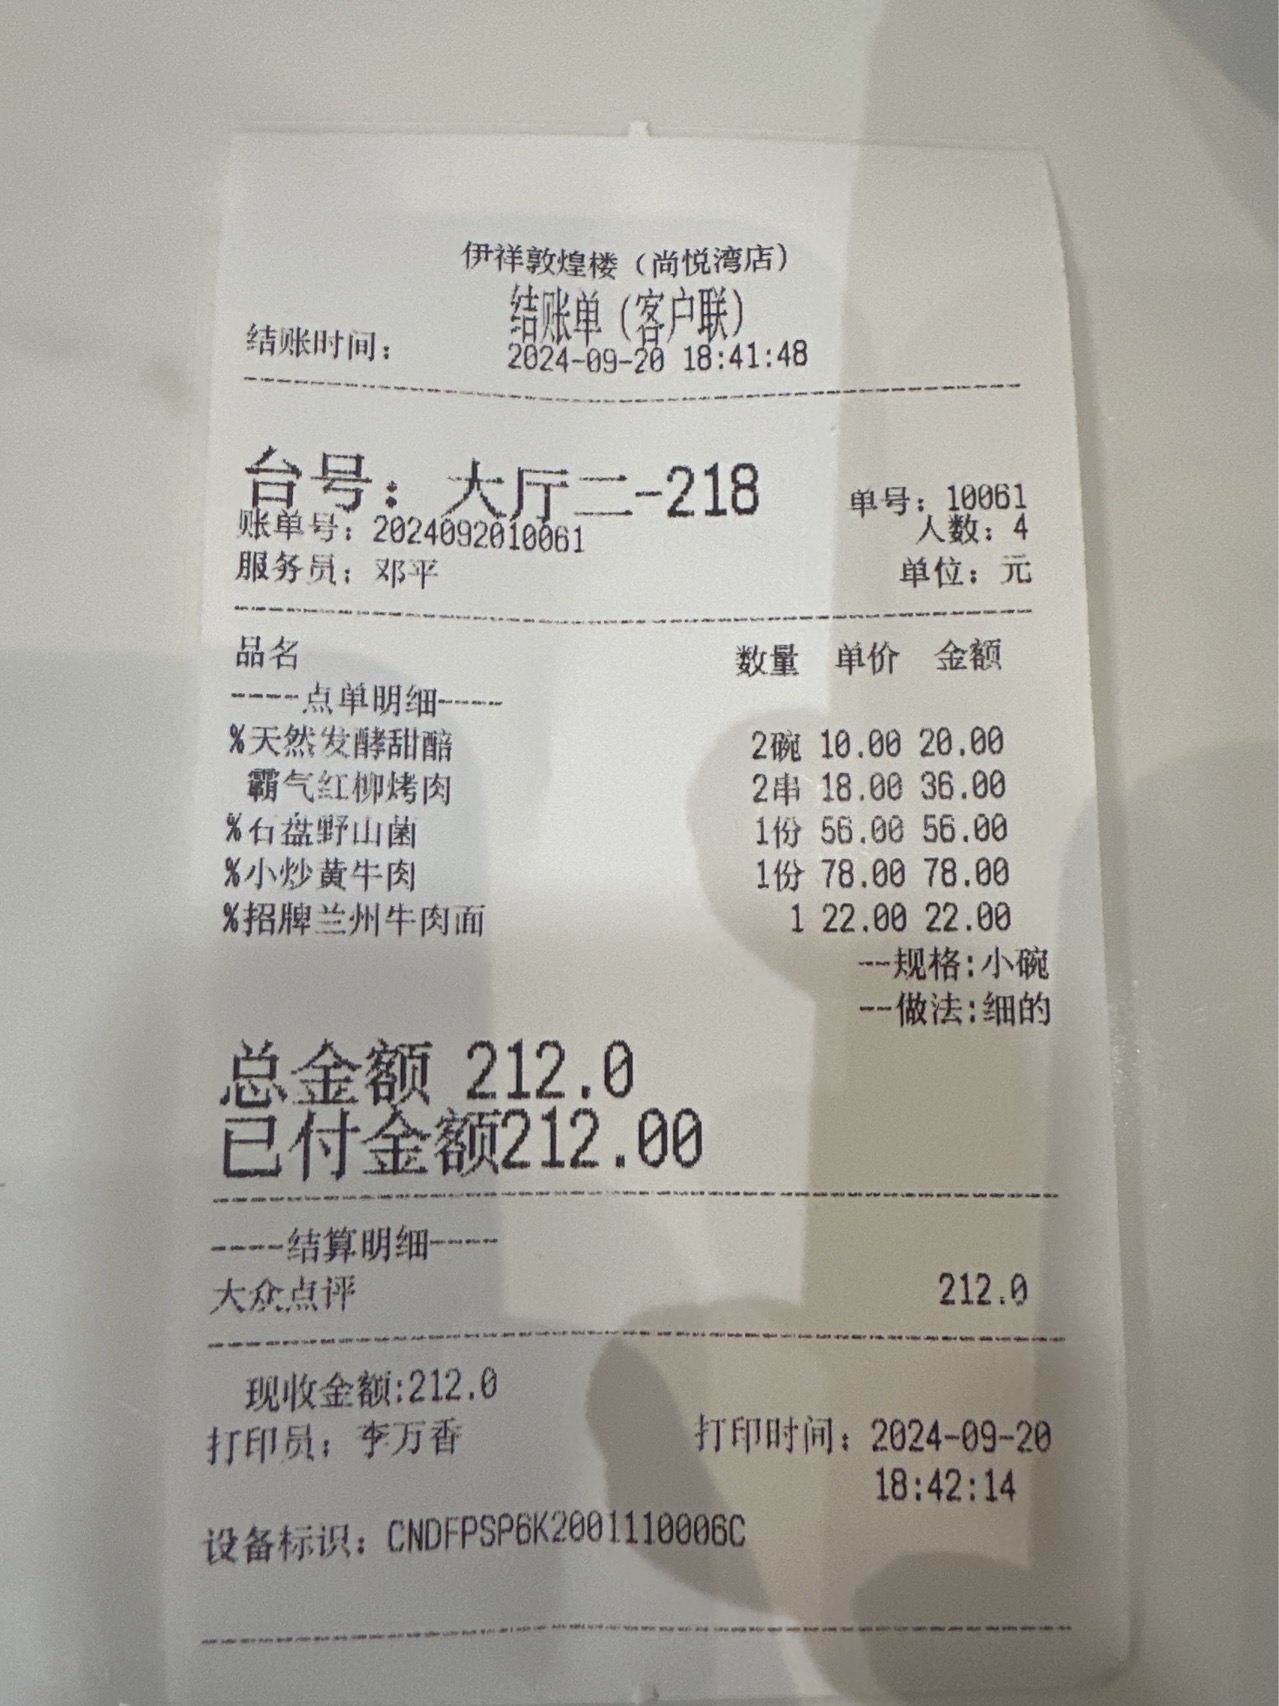 伊祥敦煌楼（尚悦湾店）
结账单（客户联）
结账时间： 2024-09-20 18:41:48
台号：大厅二-218 单号：10061
账单号：2024092010061 人数：4
服务员：邓平 单位：元
品名 数量 单价 金额
----点单明细----
%天然发酵甜醅 2碗 10.00 20.00
霸气红柳烤肉 2串 18.00 36.00
%石盘野山菌 1份 56.00 56.00
%小炒黄牛肉 1份 78.00 78.00
%招牌兰州牛肉面 1 22.00 22.00
--规格:小碗
--做法:细的
总金额 212.0
已付金额212.00
----结算明细----
大众点评 212.0
现收金额:212.0
打印员：李万香 打印时间：2024-09-20
18:42:14
设备标识：CNDFPSP6K2001110006C